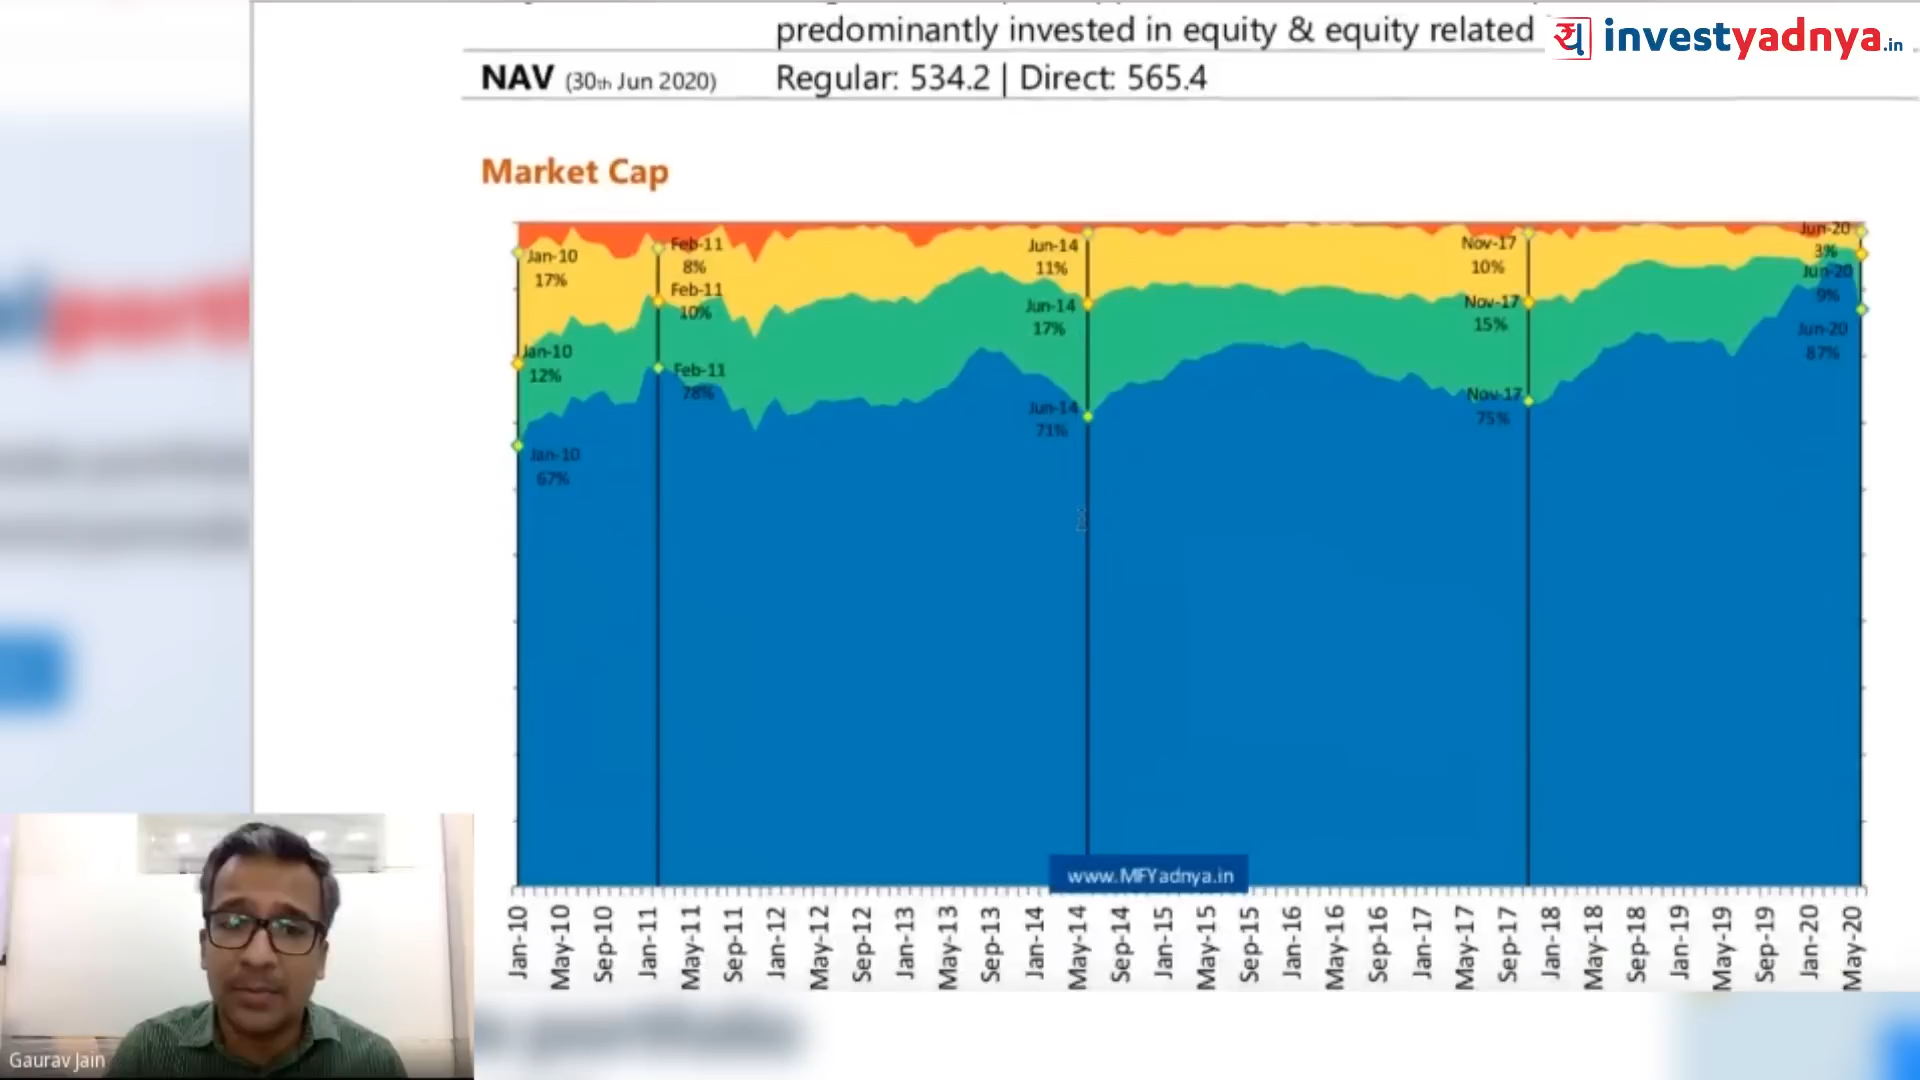 predominantly invested in equity & equity related
investyadnya.in
NAV (30th Jun 2020) Regular: 534.2 | Direct: 565.4
Market Cap
Jan-10
17%
Jan-10
12%
Jan-10
67%
Feb-11
8%
Feb-11
10%
Feb-11
78%
Jun-14
11%
Jun-14
17%
Jun-14
71%
Nov-17
10%
Nov-17
15%
Nov-17
75%
Jun-20
3%
Jun-20
9%
Jun-20
87%
www.MFYadnya.in
Jan-10 May-10 Sep-10 Jan-11 May-11 Sep-11 Jan-12 May-12 Sep-12 Jan-13 May-13 Sep-13 Jan-14 May-14 Sep-14 Jan-15 May-15 Sep-15 Jan-16 May-16 Sep-16 Jan-17 May-17 Sep-17 Jan-18 May-18 Sep-18 Jan-19 May-19 Sep-19 Jan-20 May-20
Gaurav Jain